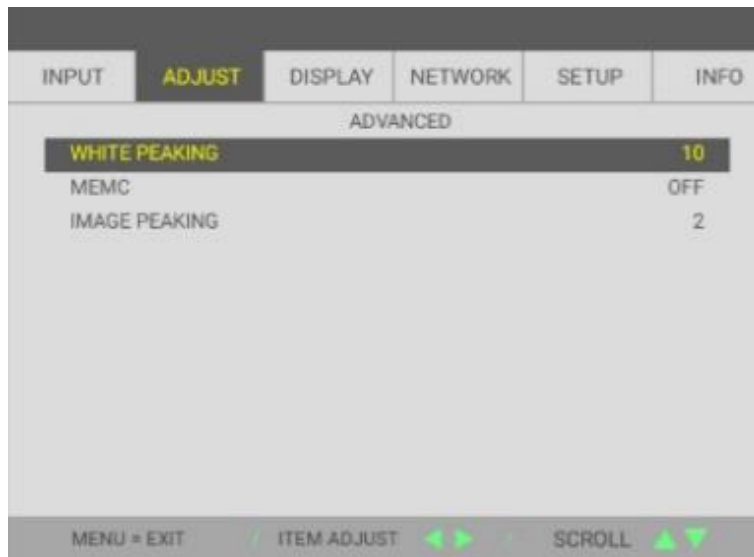 INPUT ADJUST DISPLAY NETWORK SETUP INFO
ADVANCED
WHITE PEAKING 10
MEMC OFF
IMAGE PEAKING 2
MENU = EXIT / ITEM ADJUST ◀ ▶ / SCROLL ▲ ▼